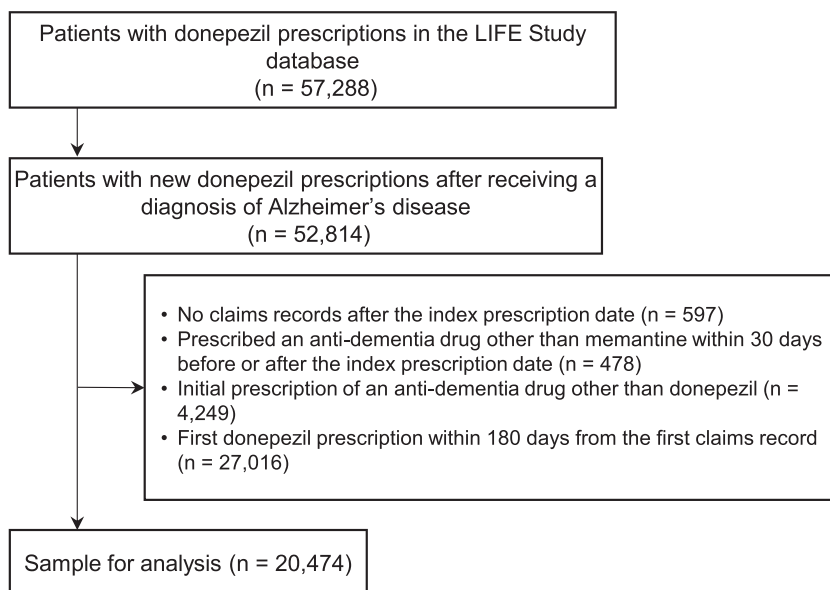 Patients with donepezil prescriptions in the LIFE Study
database
(n = 57,288)
Patients with new donepezil prescriptions after receiving a
diagnosis of Alzheimer's disease
(n = 52,814)
• No claims records after the index prescription date (n = 597)
• Prescribed an anti-dementia drug other than memantine within 30 days
before or after the index prescription date (n = 478)
• Initial prescription of an anti-dementia drug other than donepezil (n =
4,249)
• First donepezil prescription within 180 days from the first claims record
(n = 27,016)
Sample for analysis (n = 20,474)